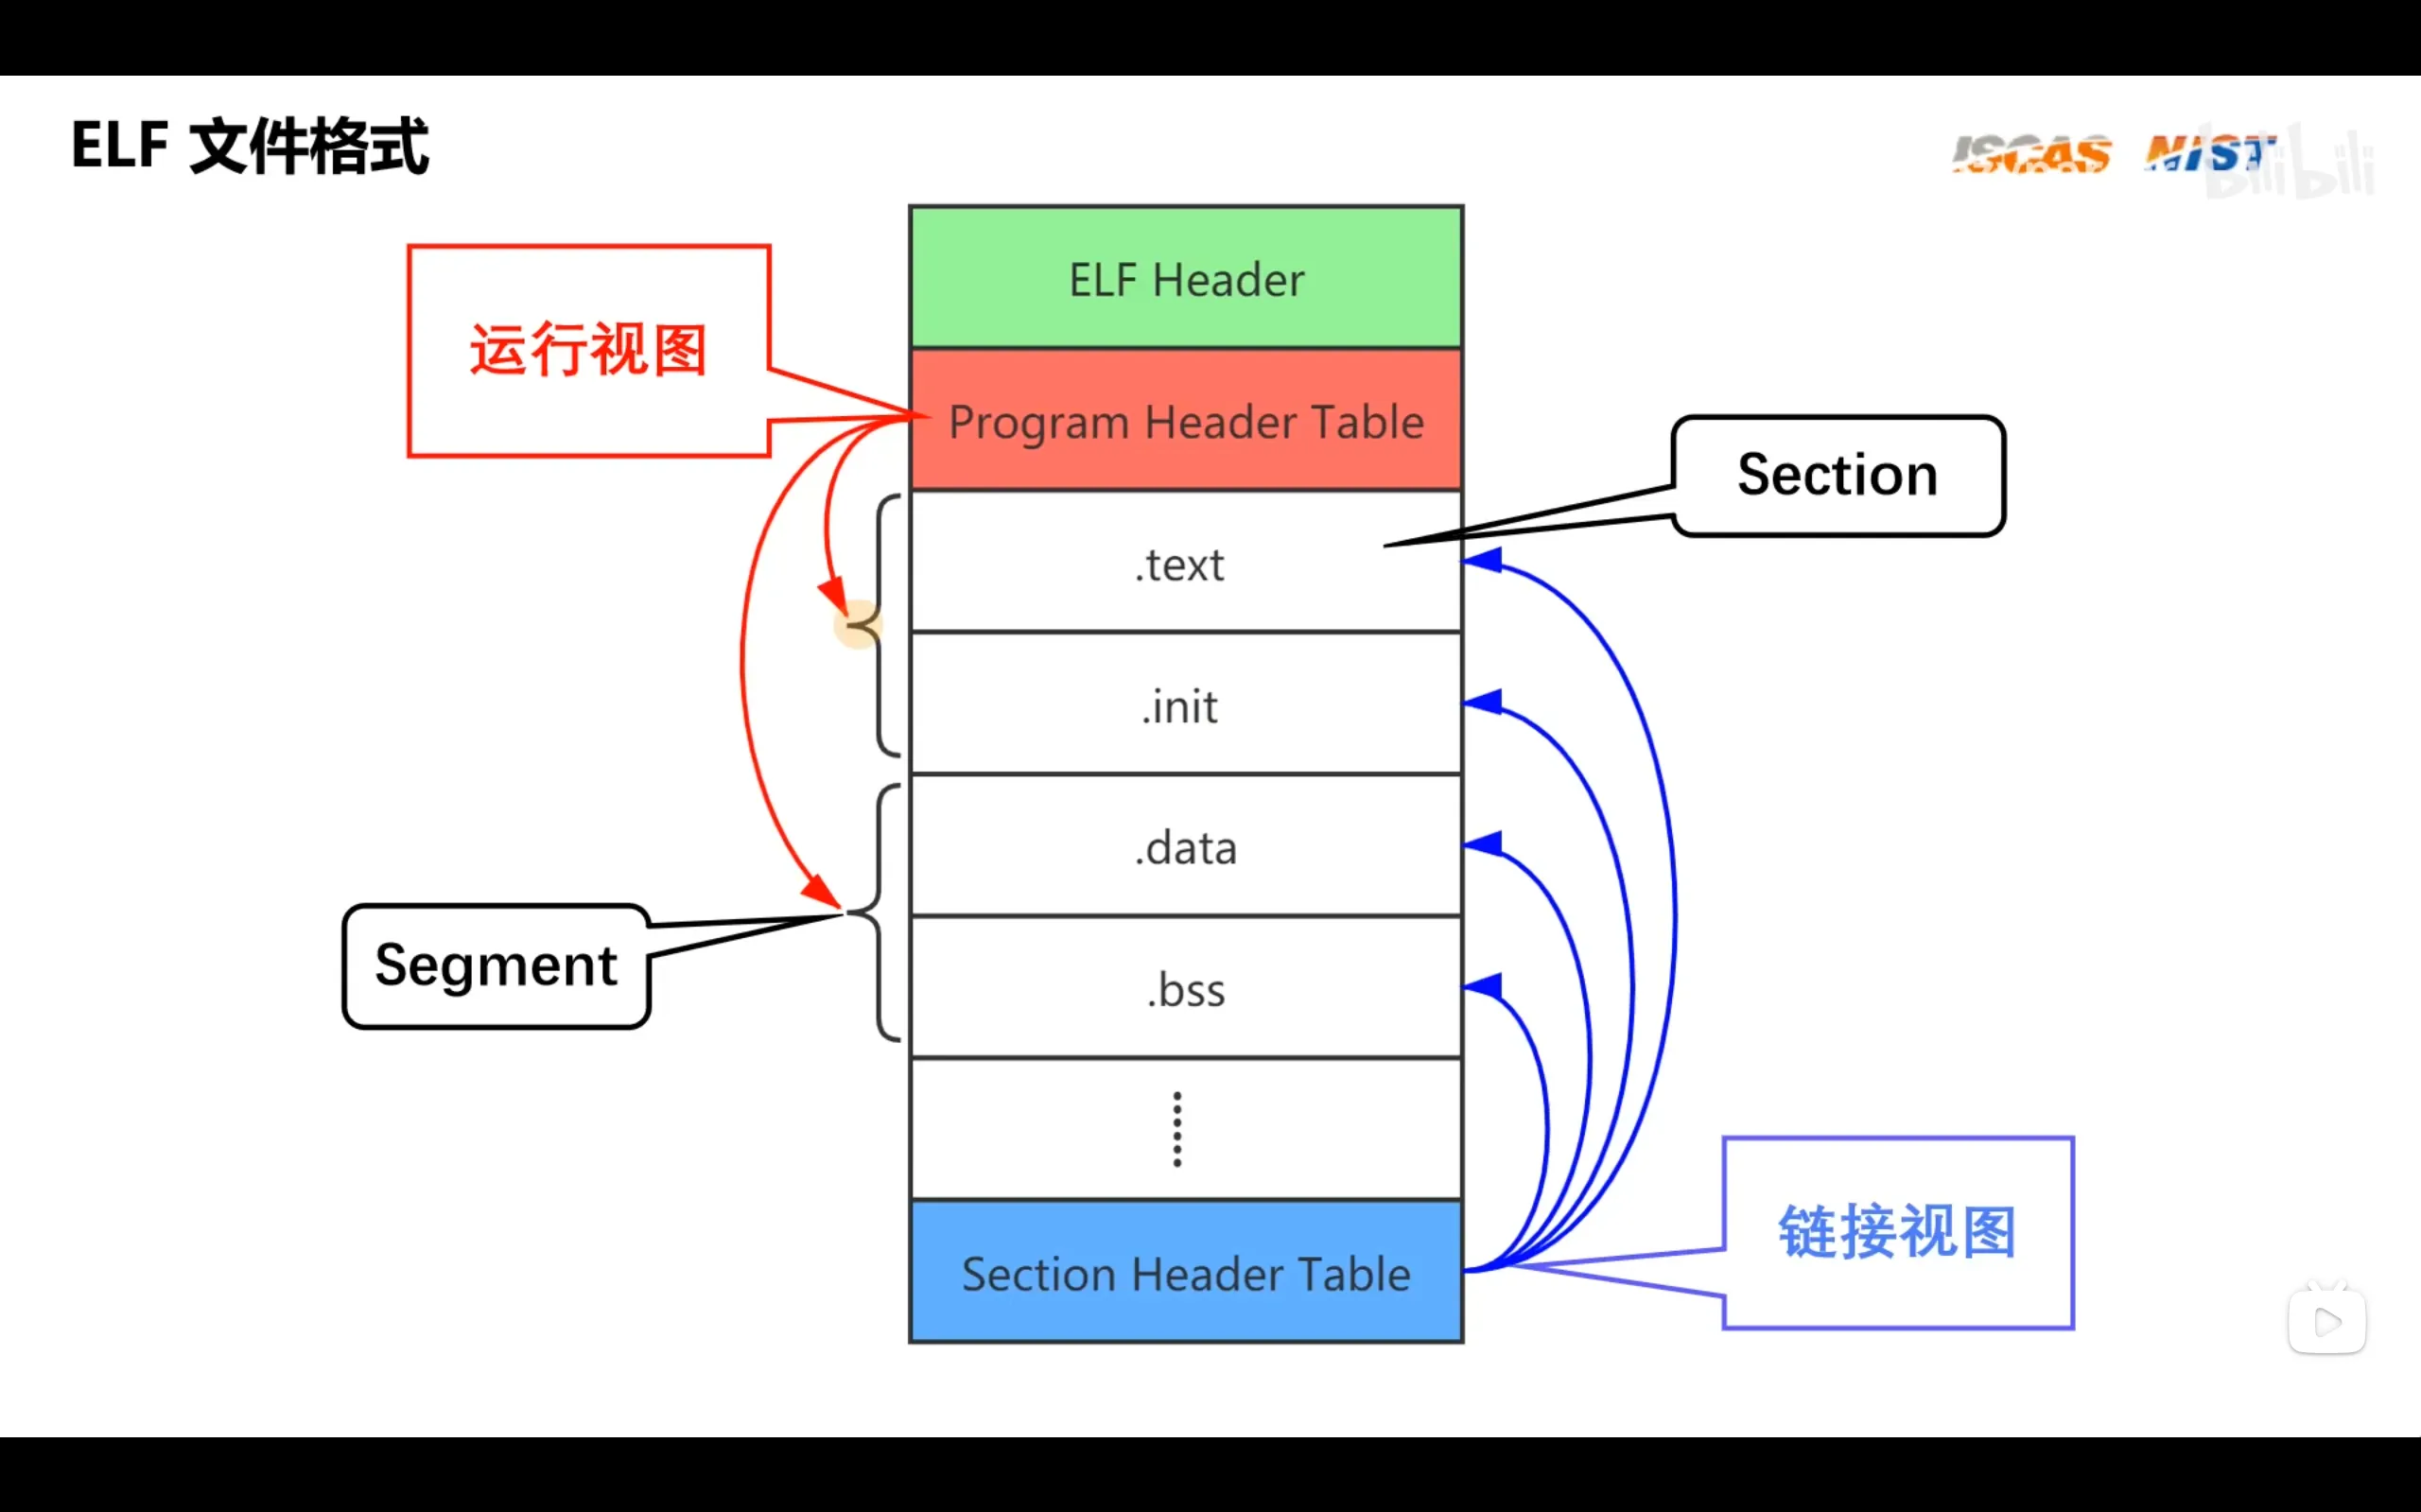 ELF 文件格式
ISCAS NIST
bilibili
ELF Header
运行视图
Program Header Table
Section
.text
.init
.data
Segment
.bss
链接视图
Section Header Table